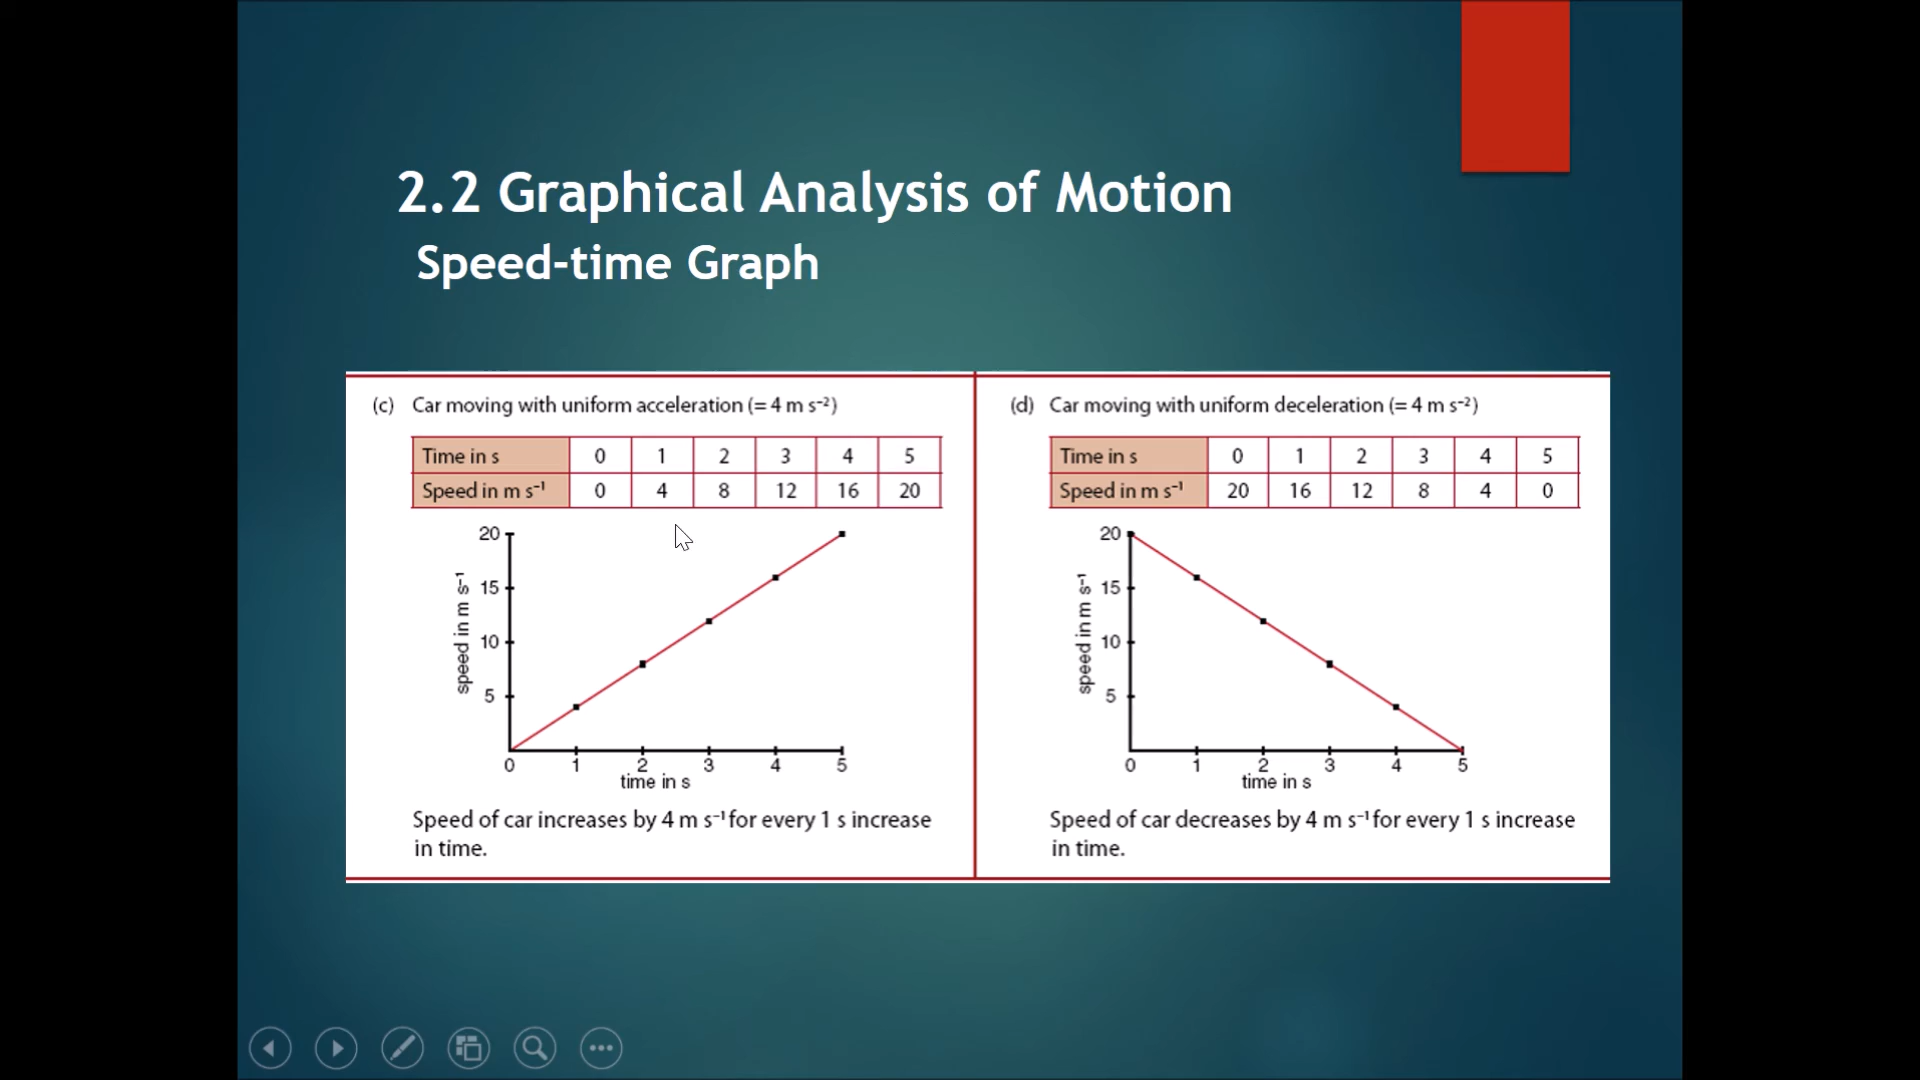 2.2 Graphical Analysis of Motion
Speed-time Graph
(c) Car moving with uniform acceleration (= 4 m s⁻²)
Time in s 0 1 2 3 4 5
Speed in m s⁻¹ 0 4 8 12 16 20
20
15
10
5
speed in m s⁻¹
0 1 2 3 4 5
time in s
Speed of car increases by 4 m s⁻¹ for every 1 s increase
in time.
(d) Car moving with uniform deceleration (= 4 m s⁻²)
Time in s 0 1 2 3 4 5
Speed in m s⁻¹ 20 16 12 8 4 0
20
15
10
5
speed in m s⁻¹
0 1 2 3 4 5
time in s
Speed of car decreases by 4 m s⁻¹ for every 1 s increase
in time.